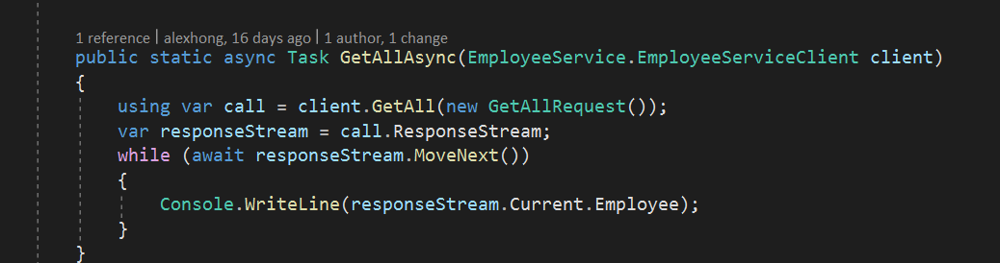 1 reference | alexhong, 16 days ago | 1 author, 1 change
public static async Task GetAllAsync(EmployeeService.EmployeeServiceClient client)
{
using var call = client.GetAll(new GetAllRequest());
var responseStream = call.ResponseStream;
while (await responseStream.MoveNext())
{
Console.WriteLine(responseStream.Current.Employee);
}
}